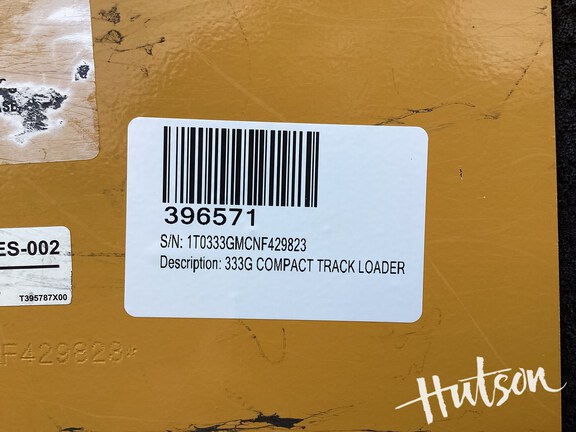 396571
S/N: 1T0333GMCNF429823
Description: 333G COMPACT TRACK LOADER
ES-002
T395787X00
F429823*
Hutson